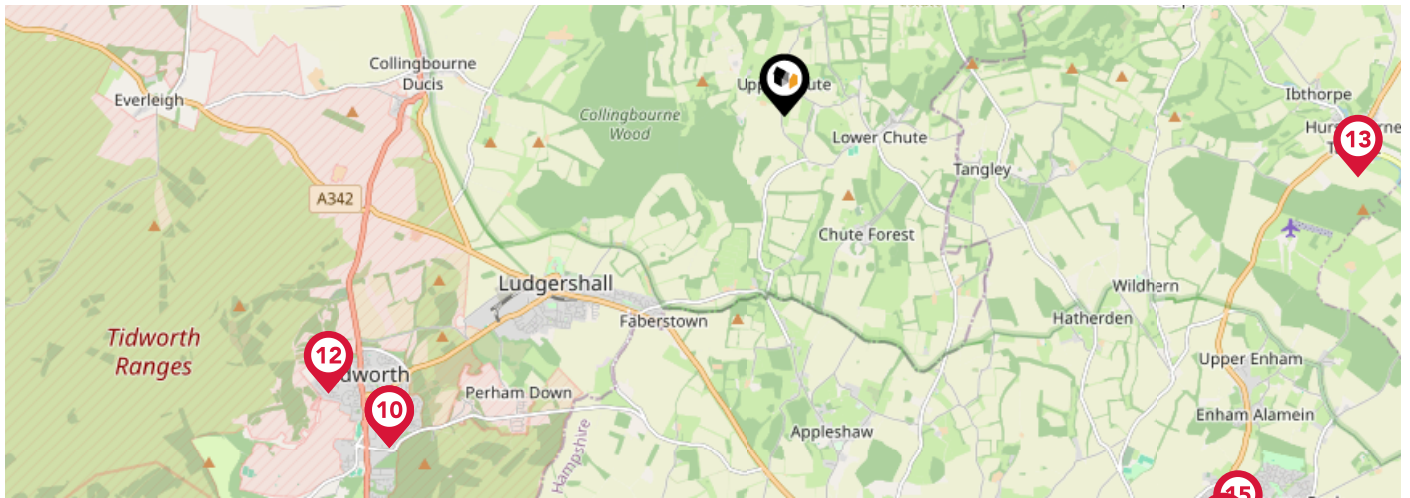 Collingbourne
Ducis
Everleigh
Collingbourne
Wood
Lower Chute
Ibthorpe
13
Tangley
A342
Chute Forest
Ludgershall
Wildhern
Hatherden
Faberstown
Tidworth
Ranges
12
Upper Enham
Perham Down
10
Enham Alamein
Appleshaw
Hampshire
15